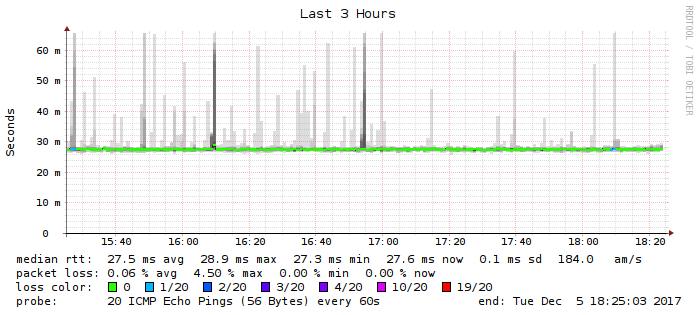 Last 3 Hours
RRDTOOL / TOBI OETIKER
Seconds
60 m
50 m
40 m
30 m
20 m
10 m
0
15:40 16:00 16:20 16:40 17:00 17:20 17:40 18:00 18:20
median rtt: 27.5 ms avg 28.9 ms max 27.3 ms min 27.6 ms now 0.1 ms sd 184.0 am/s
packet loss: 0.06 % avg 4.50 % max 0.00 % min 0.00 % now
loss color: 0 1/20 2/20 3/20 4/20 10/20 19/20
probe: 20 ICMP Echo Pings (56 Bytes) every 60s end: Tue Dec 5 18:25:03 2017